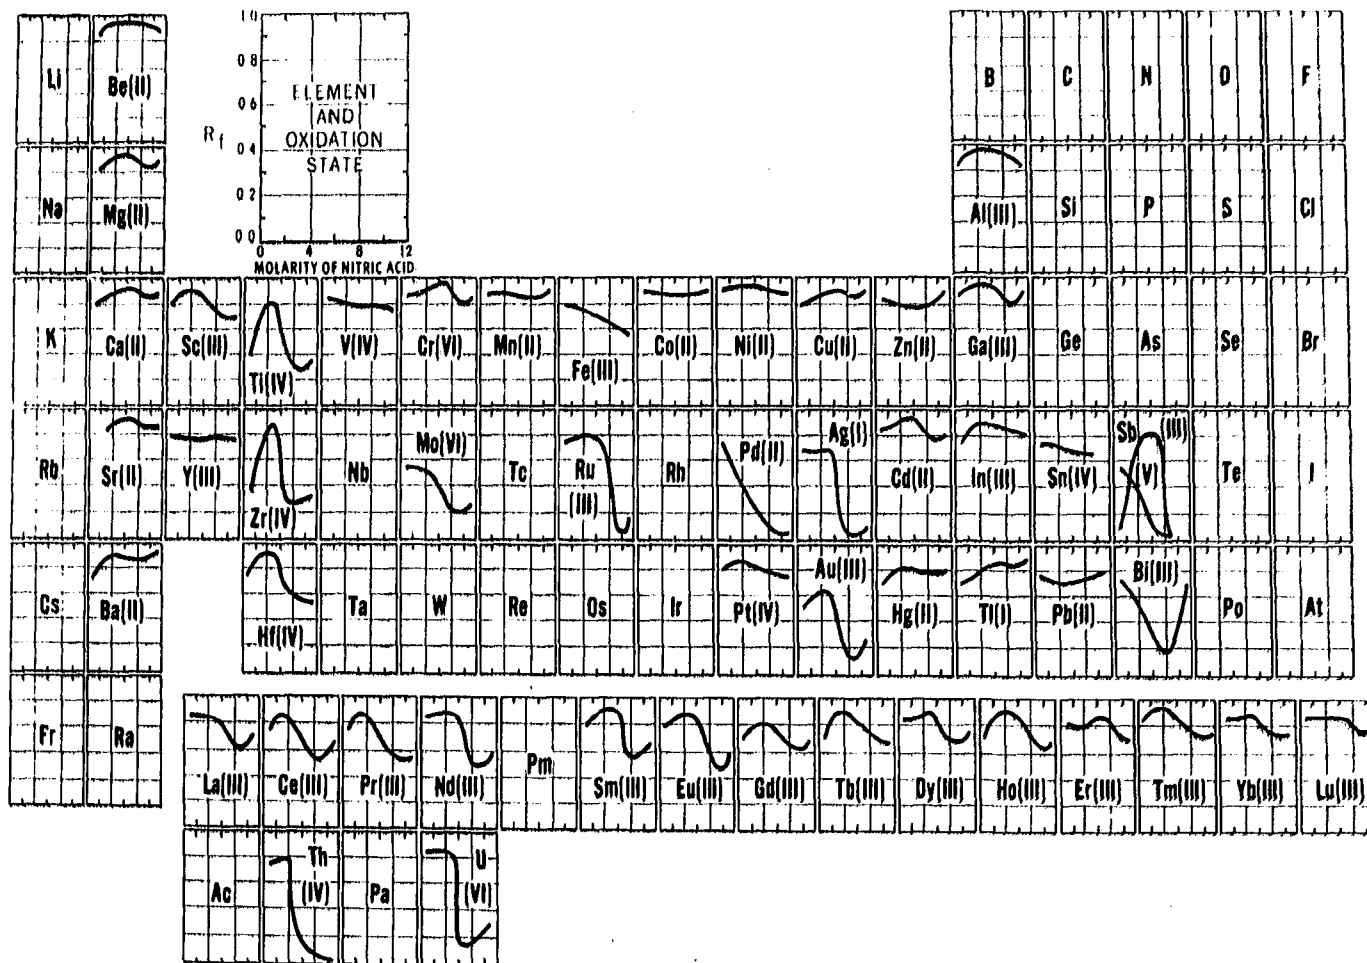 1.0
0.8
0.6
0.4
0.2
0.0
Rf
ELEMENT
AND
OXIDATION
STATE
0 4 8 12
MOLARITY OF NITRIC ACID
Li Be(II) B C N O F
Na Mg(II) Al(III) Si P S Cl
K Ca(II) Sc(III) Ti(IV) V(IV) Cr(VI) Mn(II) Fe(III) Co(II) Ni(II) Cu(II) Zn(II) Ga(III) Ge As Se Br
Rb Sr(II) Y(III) Zr(IV) Nb Mo(VI) Tc Ru (III) Rh Pd(II) Ag(I) Cd(II) In(III) Sn(IV) Sb (III) (V) Te I
Cs Ba(II) Hf(IV) Ta W Re Os Ir Pt(IV) Au(III) Hg(II) Tl(I) Pb(II) Bi(III) Po At
Fr Ra
La(III) Ce(III) Pr(III) Nd(III) Pm Sm(III) Eu(III) Gd(III) Tb(III) Dy(III) Ho(III) Er(III) Tm(III) Yb(III) Lu(III)
Ac Th (IV) Pa U (VI)